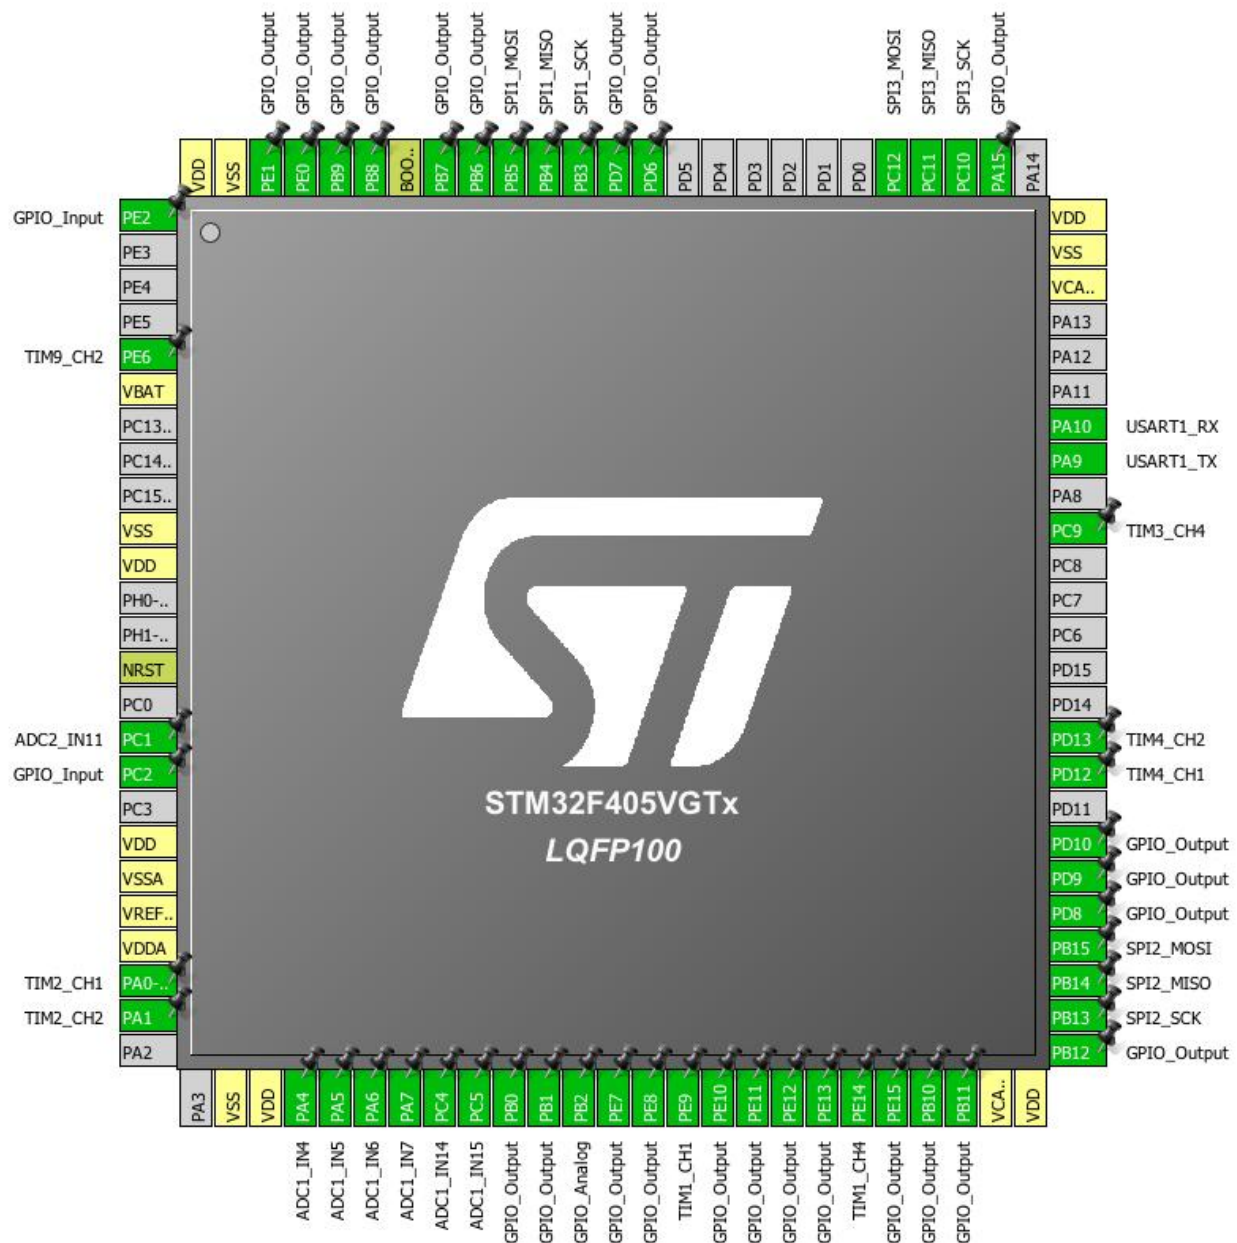 GPIO_Output
GPIO_Output
GPIO_Output
GPIO_Output
GPIO_Output
GPIO_Output
SPI1_MOSI
SPI1_MISO
SPI1_SCK
GPIO_Output
GPIO_Output
SPI3_MOSI
SPI3_MISO
SPI3_SCK
GPIO_Output
VDD
VSS
PE1
PE0
PB9
PB8
BOO..
PB7
PB6
PB5
PB4
PB3
PD7
PD6
PD5
PD4
PD3
PD2
PD1
PD0
PC12
PC11
PC10
PA15
PA14
GPIO_Input PE2
PE3
PE4
PE5
TIM9_CH2 PE6
VBAT
PC13..
PC14..
PC15..
VSS
VDD
PH0-..
PH1-..
NRST
PC0
ADC2_IN11 PC1
GPIO_Input PC2
PC3
VDD
VSSA
VREF..
VDDA
TIM2_CH1 PA0-..
TIM2_CH2 PA1
PA2
STM32F405VGTx
LQFP100
VDD
VSS
VCA..
PA13
PA12
PA11
PA10 USART1_RX
PA9 USART1_TX
PA8
PC9 TIM3_CH4
PC8
PC7
PC6
PD15
PD14
PD13 TIM4_CH2
PD12 TIM4_CH1
PD11
PD10 GPIO_Output
PD9 GPIO_Output
PD8 GPIO_Output
PB15 SPI2_MOSI
PB14 SPI2_MISO
PB13 SPI2_SCK
PB12 GPIO_Output
PA3
VSS
VDD
PA4
PA5
PA6
PA7
PC4
PC5
PB0
PB1
PB2
PE7
PE8
PE9
PE10
PE11
PE12
PE13
PE14
PE15
PB10
PB11
VCA..
VDD
ADC1_IN4
ADC1_IN5
ADC1_IN6
ADC1_IN7
ADC1_IN14
ADC1_IN15
GPIO_Output
GPIO_Output
GPIO_Analog
GPIO_Output
GPIO_Output
TIM1_CH1
GPIO_Output
GPIO_Output
GPIO_Output
GPIO_Output
TIM1_CH4
GPIO_Output
GPIO_Output
GPIO_Output